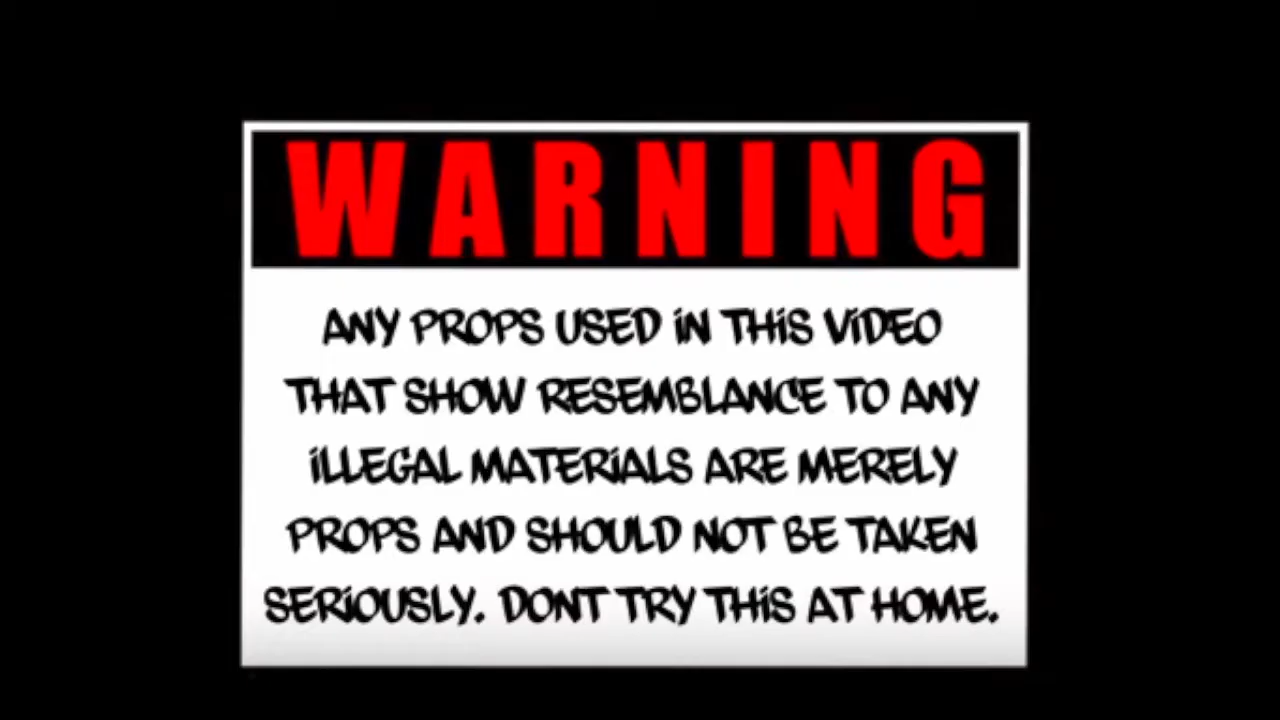 WARNING
ANY PROPS USED iN THiS ViDEO
THAT SHOW RESEMBLANCE TO ANY
iLLEGAL MATERiALS ARE MERELY
PROPS AND SHOULD NOT BE TAKEN
SERiOUSLY. DONT TRY THiS AT HOME.